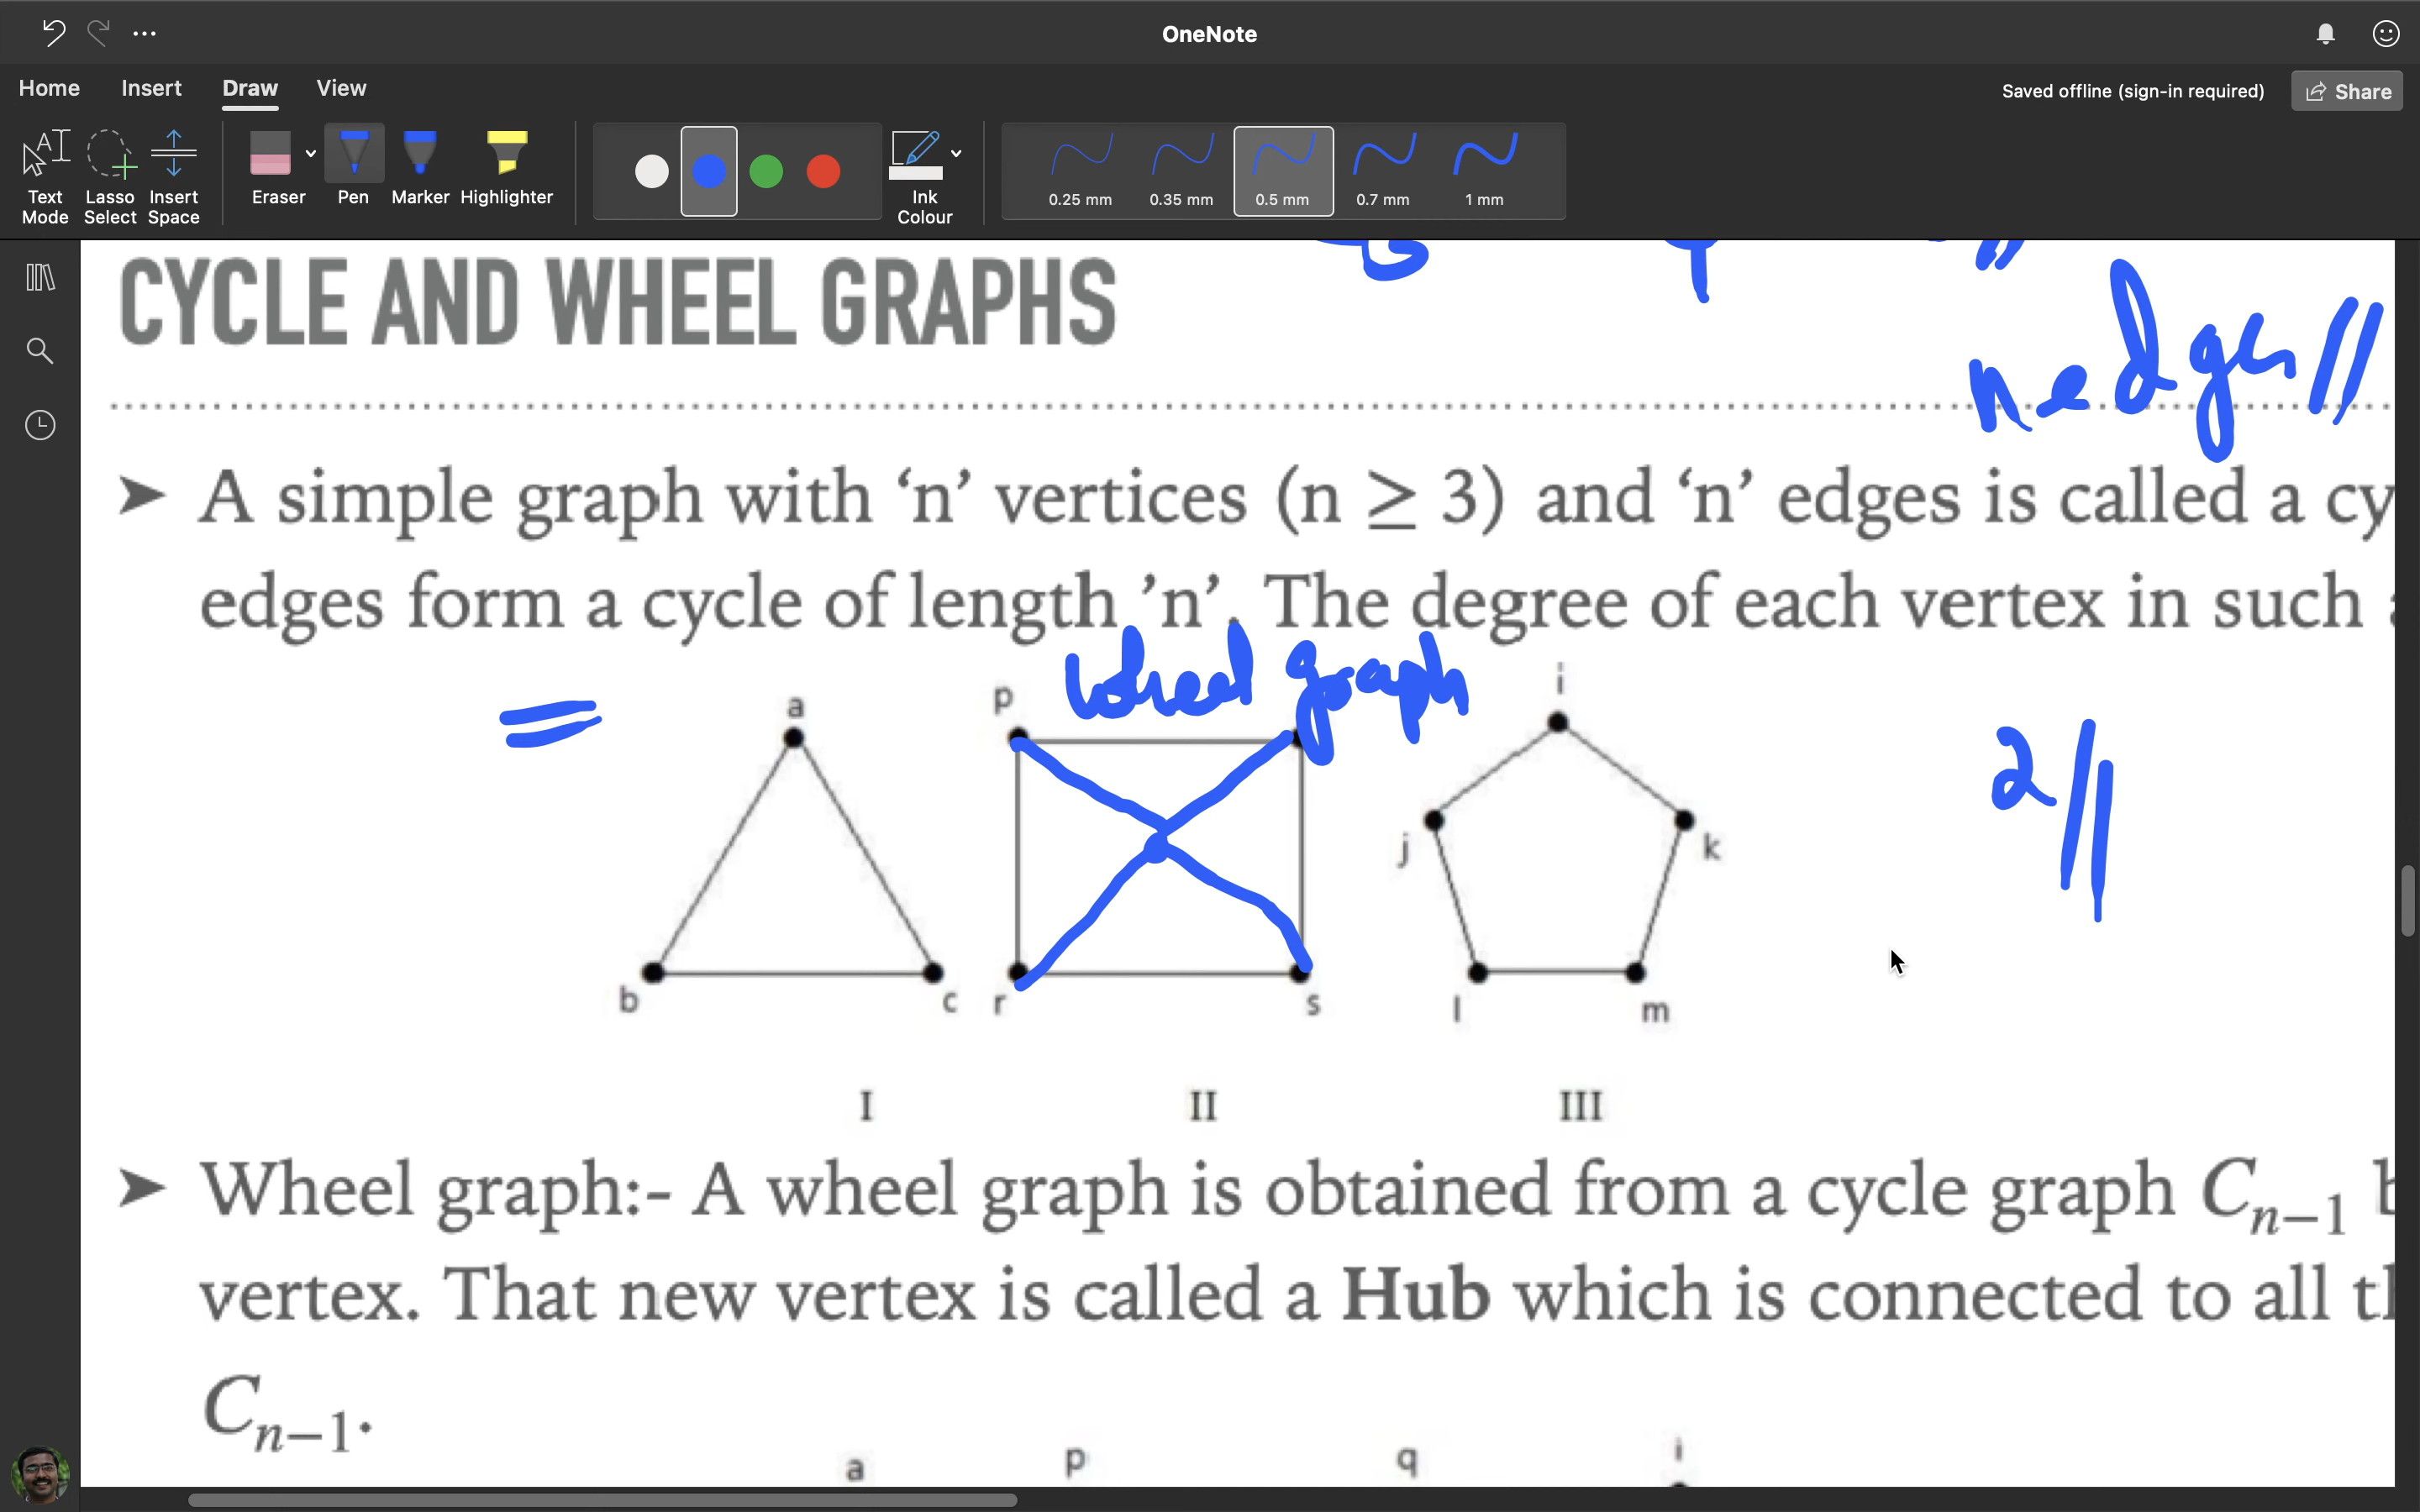 OneNote
Home Insert Draw View
Saved offline (sign-in required) Share
Text Mode
Lasso Select
Insert Space
Eraser
Pen
Marker
Highlighter
Ink Colour
0.25 mm 0.35 mm 0.5 mm 0.7 mm 1 mm
CYCLE AND WHEEL GRAPHS
n edges
➤ A simple graph with ‘n’ vertices (n ≥ 3) and ‘n’ edges is called a cy
edges form a cycle of length ’n’. The degree of each vertex in such
wheel graph
a p i
2
j k
b c r s l m
I II III
➤ Wheel graph:- A wheel graph is obtained from a cycle graph Cn−1 b
vertex. That new vertex is called a Hub which is connected to all th
Cn−1.
a p q i